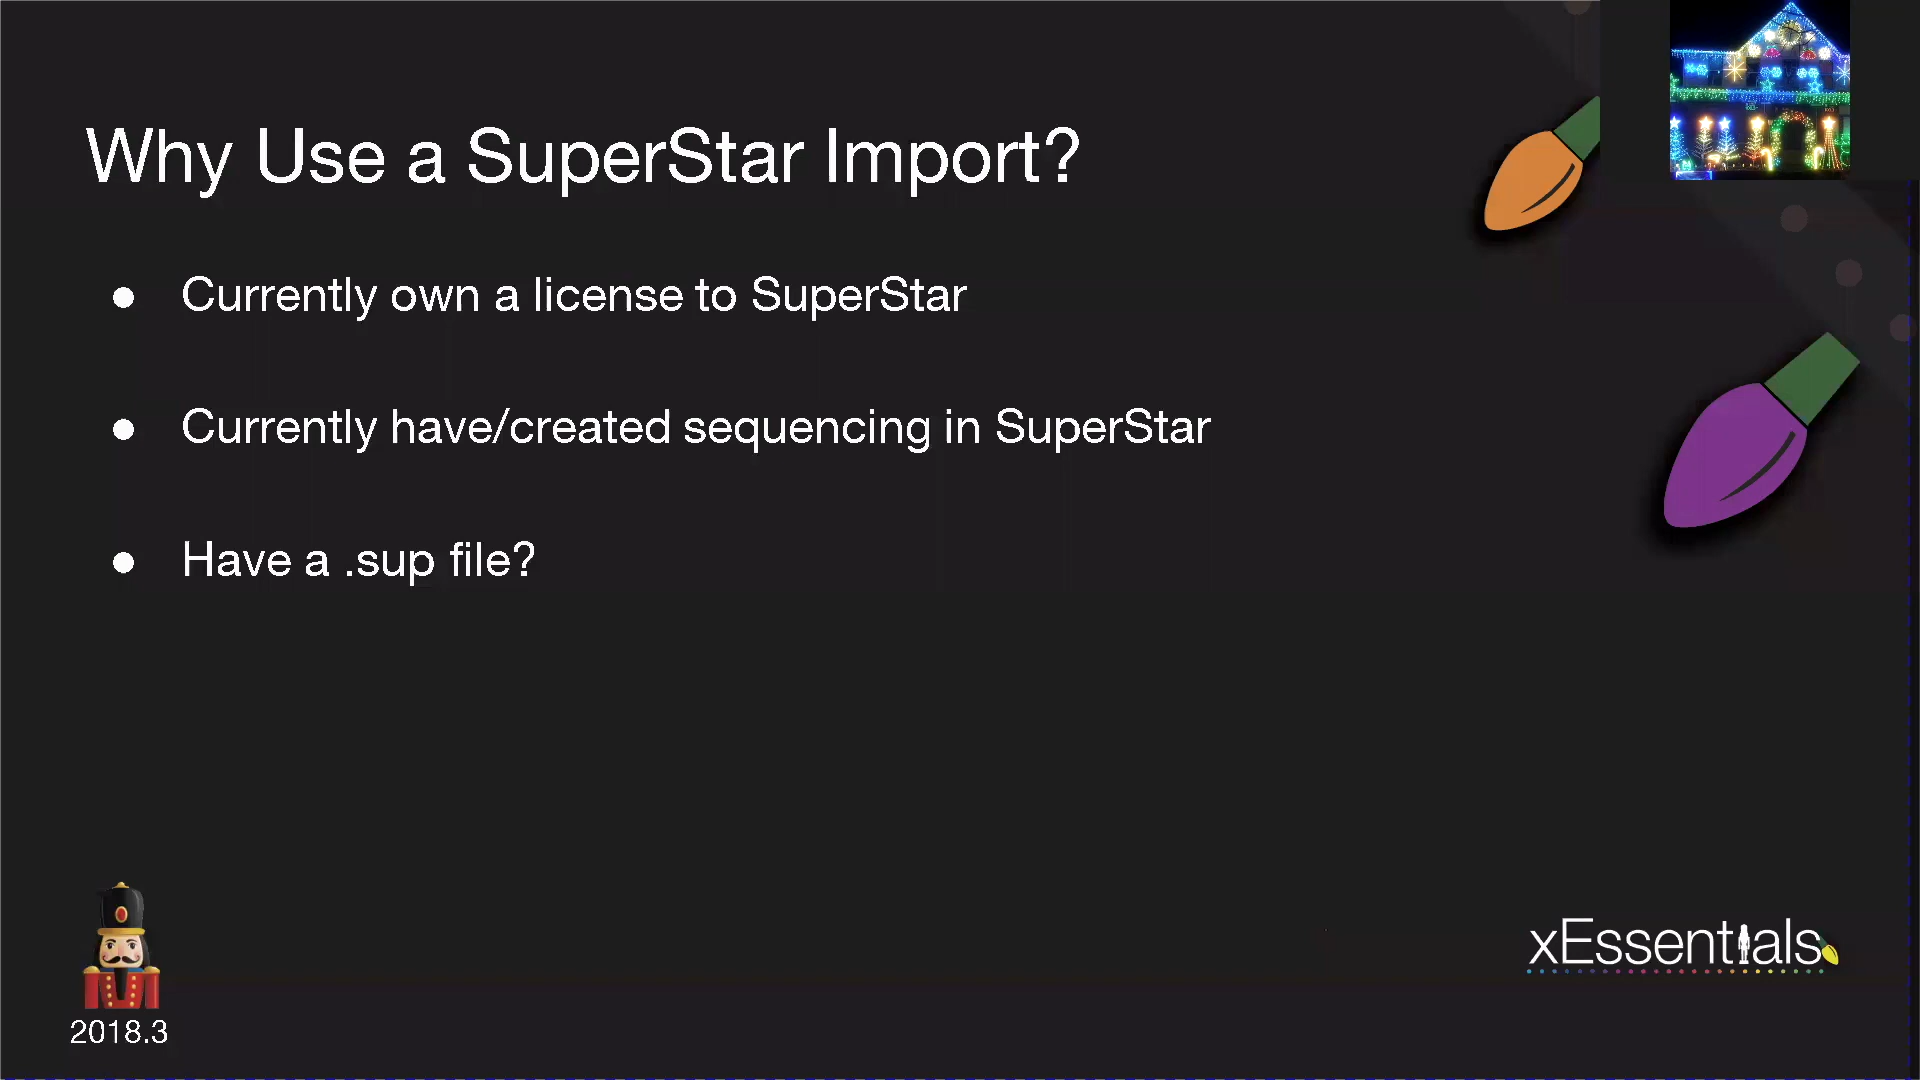 Why Use a SuperStar Import?
● Currently own a license to SuperStar
● Currently have/created sequencing in SuperStar
● Have a .sup file?
2018.3
xEssentials